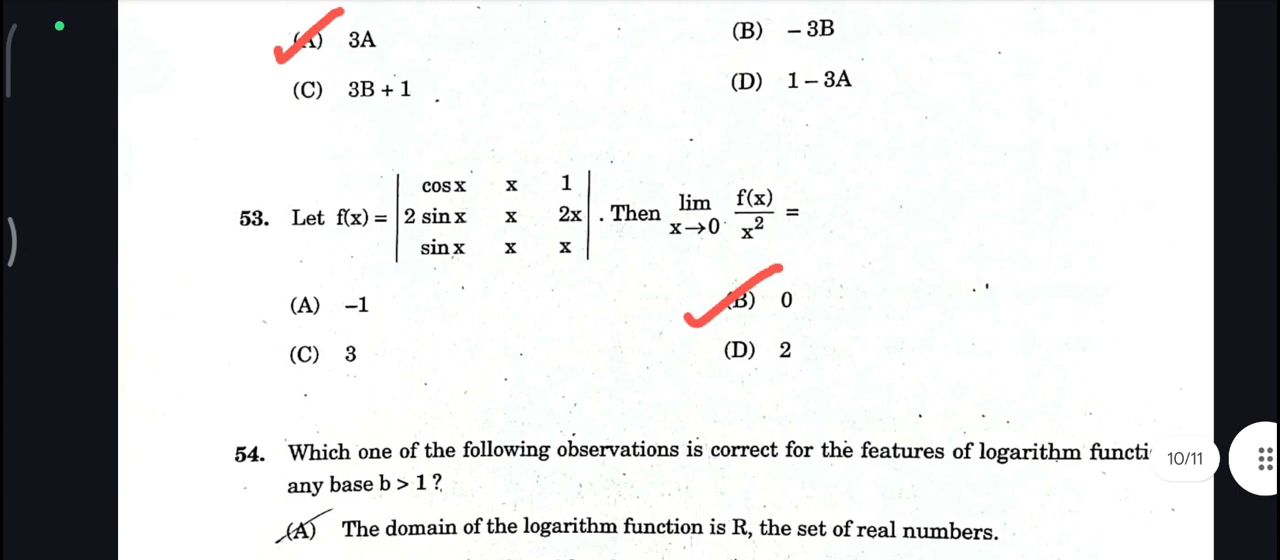 (A) 3A (B) – 3B
(C) 3B + 1 (D) 1 – 3A
53. Let f(x) = | cos x x 1 | . Then lim x→0 f(x)/x² =
| 2 sin x x 2x |
| sin x x x |
(A) –1 (B) 0
(C) 3 (D) 2
54. Which one of the following observations is correct for the features of logarithm functi
any base b > 1 ?
(A) The domain of the logarithm function is R, the set of real numbers.
10/11